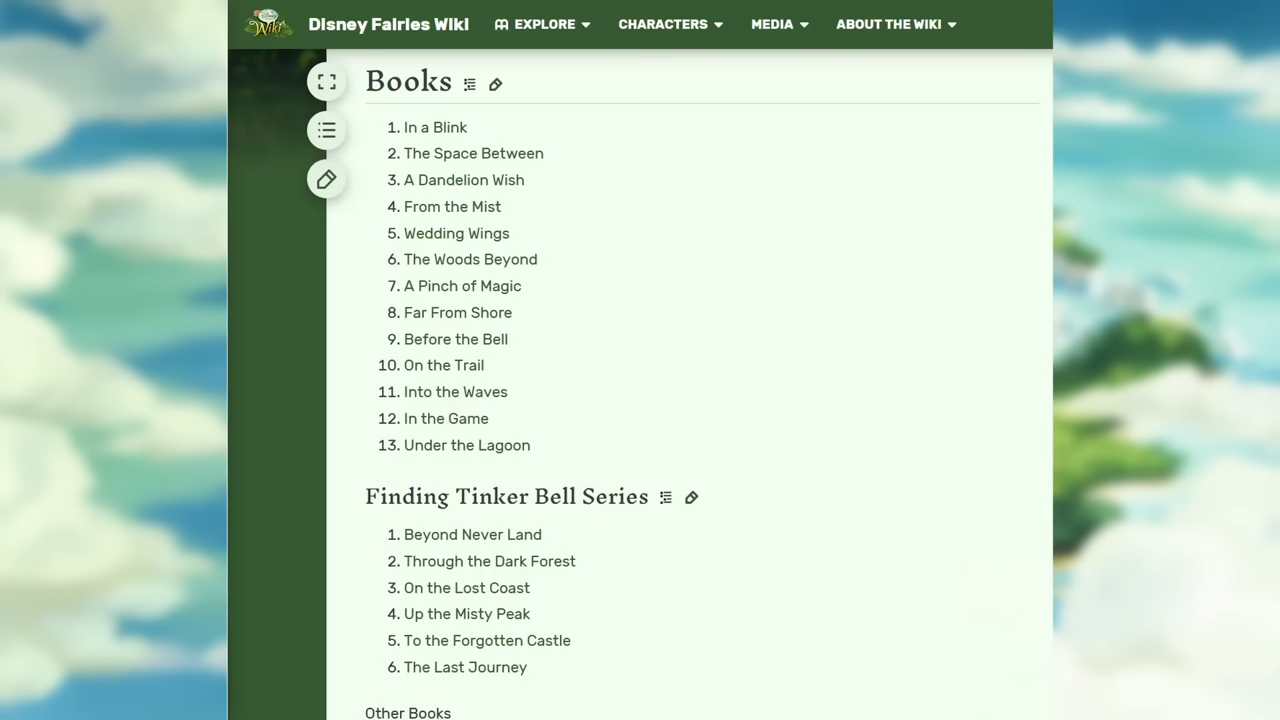 Disney Fairies Wiki
EXPLORE
CHARACTERS
MEDIA
ABOUT THE WIKI
Books
1. In a Blink
2. The Space Between
3. A Dandelion Wish
4. From the Mist
5. Wedding Wings
6. The Woods Beyond
7. A Pinch of Magic
8. Far From Shore
9. Before the Bell
10. On the Trail
11. Into the Waves
12. In the Game
13. Under the Lagoon
Finding Tinker Bell Series
1. Beyond Never Land
2. Through the Dark Forest
3. On the Lost Coast
4. Up the Misty Peak
5. To the Forgotten Castle
6. The Last Journey
Other Books